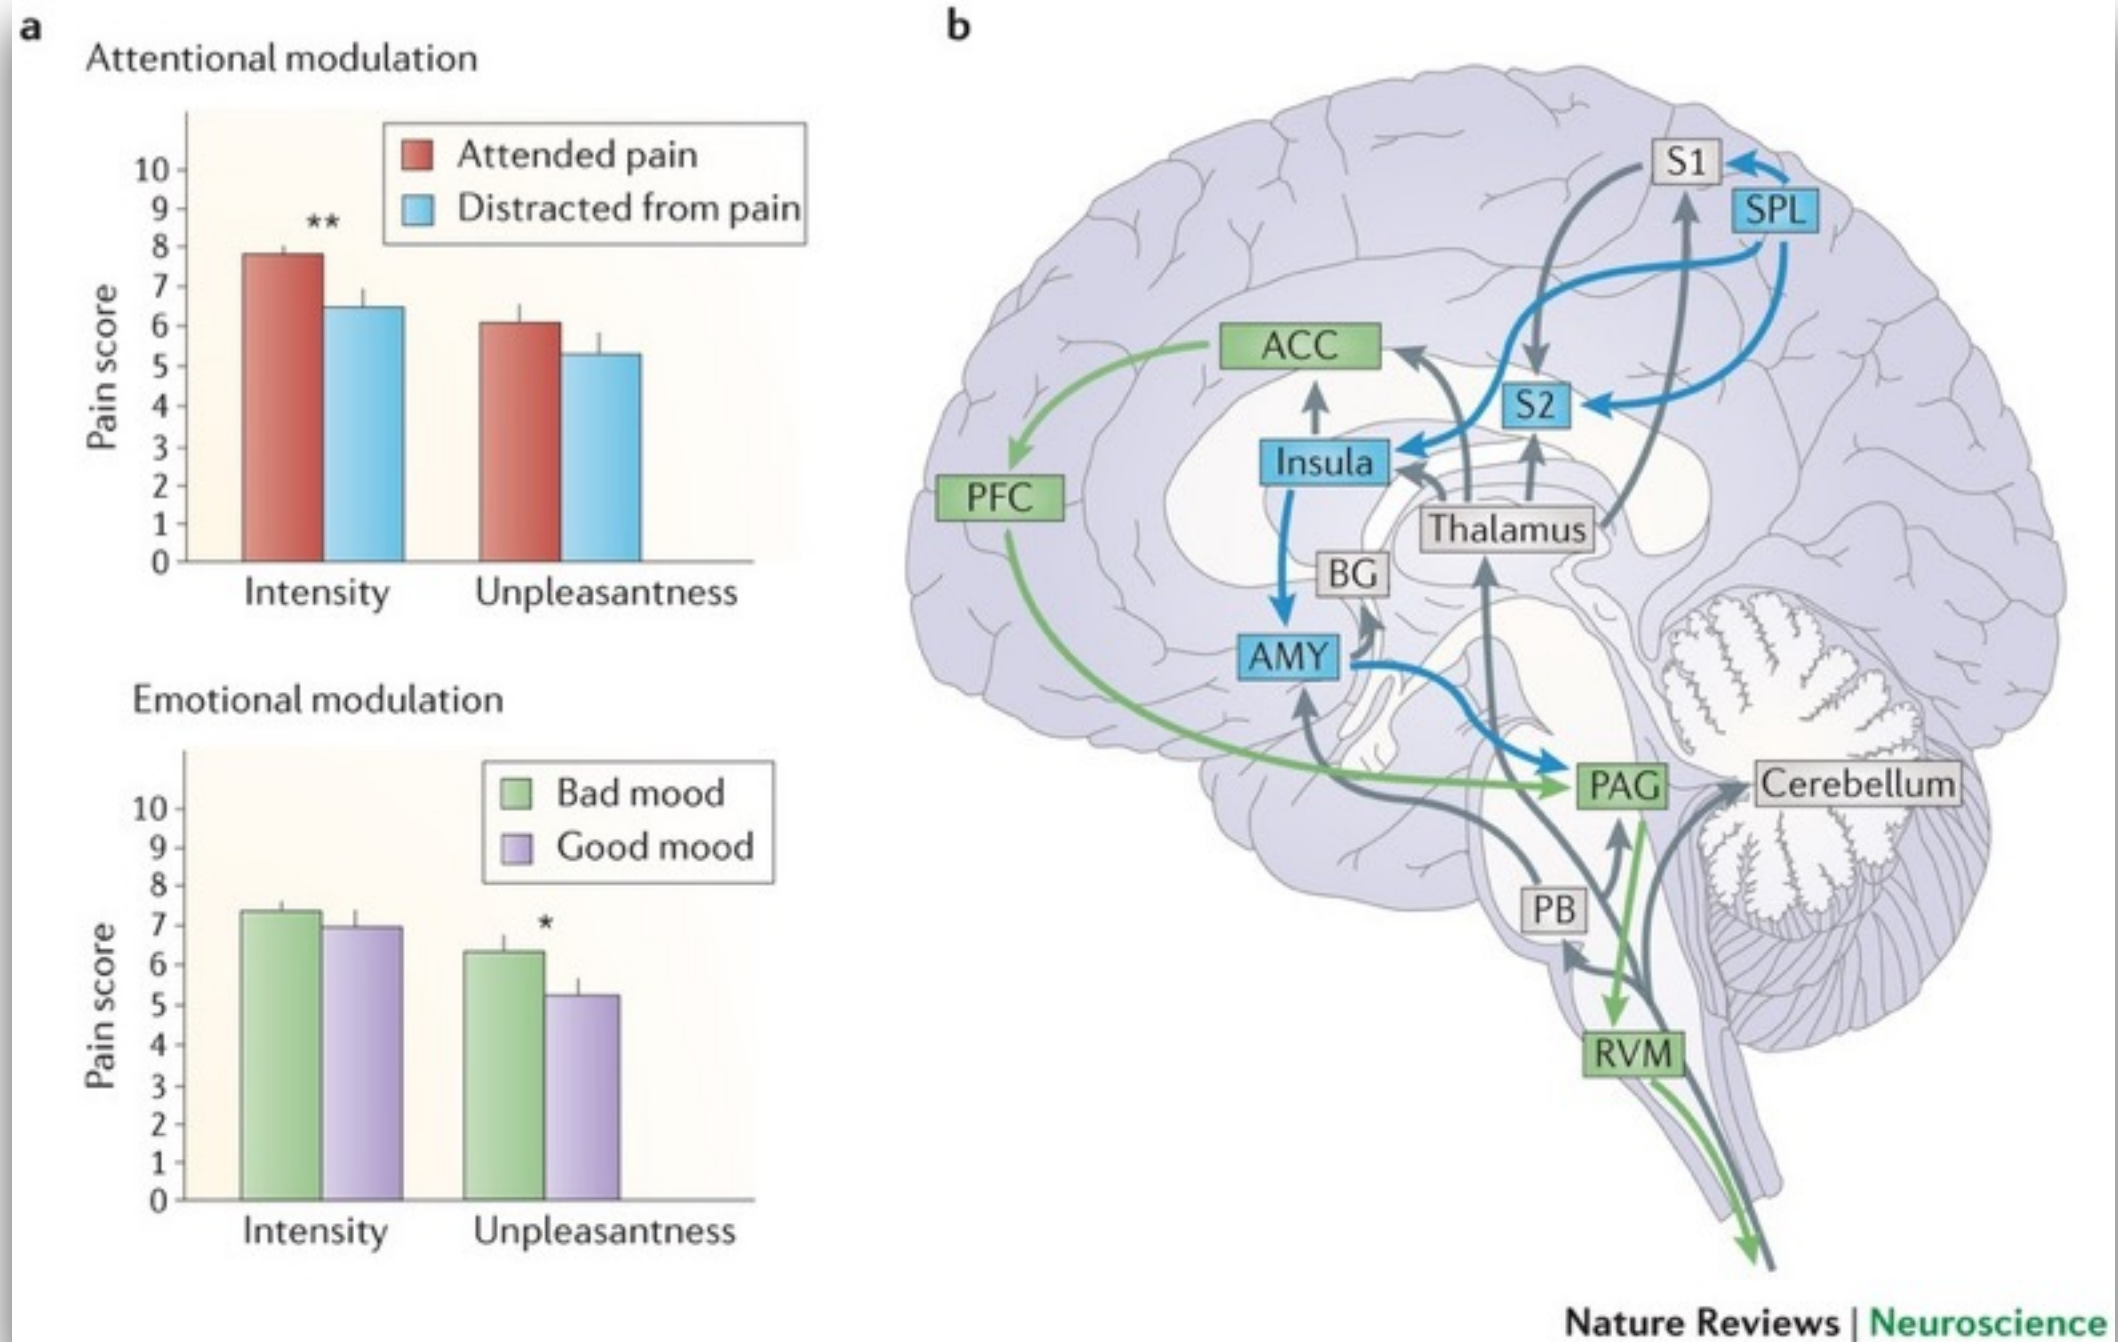 a
Attentional modulation
Attended pain
Distracted from pain
**
Pain score
10
9
8
7
6
5
4
3
2
1
0
Intensity
Unpleasantness
Emotional modulation
Bad mood
Good mood
*
Pain score
10
9
8
7
6
5
4
3
2
1
0
Intensity
Unpleasantness
b
S1
SPL
ACC
S2
Insula
PFC
Thalamus
BG
AMY
PAG
Cerebellum
PB
RVM
Nature Reviews | Neuroscience